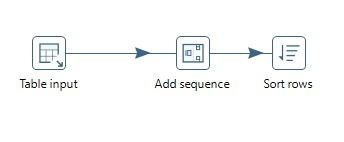 Table input
Add sequence
Sort rows